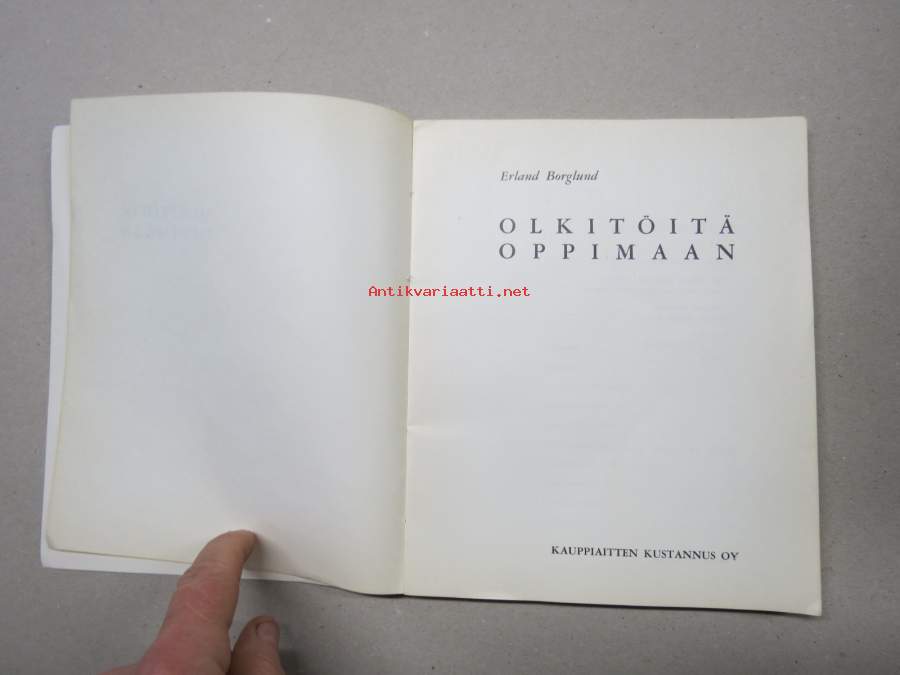 Erland Borglund
OLKITÖITÄ
OPPIMAAN
Antikvariaatti.net
KAUPPIAITTEN KUSTANNUS OY